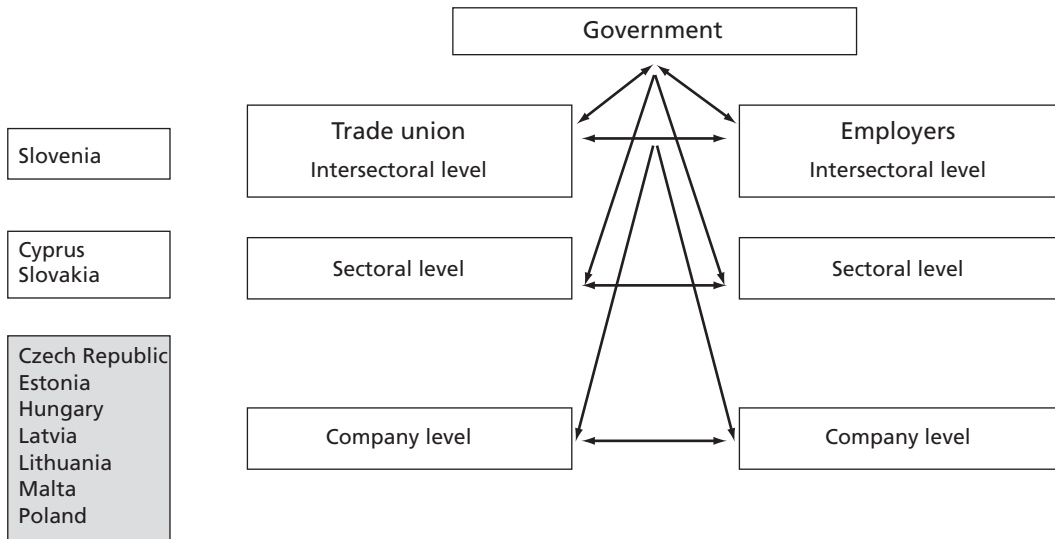 Government
Slovenia
Trade union
Intersectoral level
Employers
Intersectoral level
Cyprus
Slovakia
Sectoral level
Sectoral level
Czech Republic
Estonia
Hungary
Latvia
Lithuania
Malta
Poland
Company level
Company level